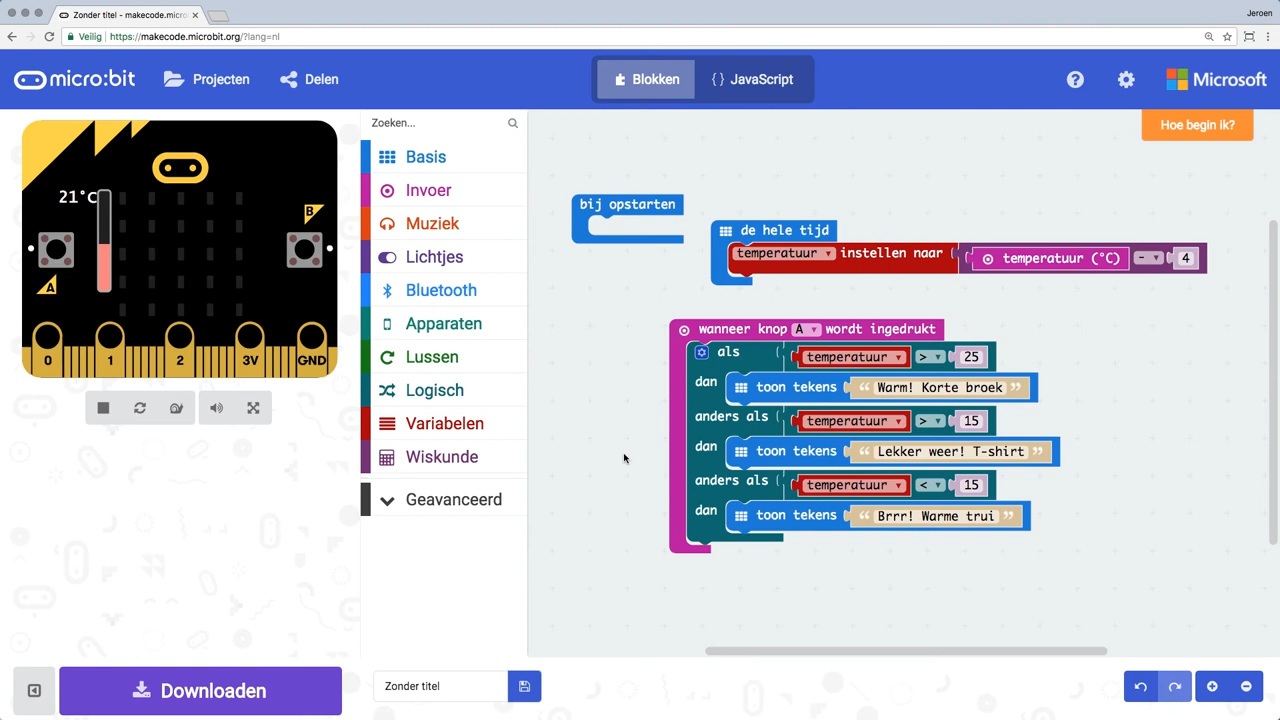 Zonder titel - makecode.micro
Jeroen
Veilig https://makecode.microbit.org/?lang=nl
micro:bit Projecten Delen Blokken {} JavaScript Microsoft
Zoeken...
Hoe begin ik?
Basis
Invoer
Muziek
Lichtjes
Bluetooth
Apparaten
Lussen
Logisch
Variabelen
Wiskunde
Geavanceerd
21°C
B
A
0 1 2 3V GND
bij opstarten
de hele tijd
temperatuur instellen naar temperatuur (°C) - 4
wanneer knop A wordt ingedrukt
als temperatuur > 25
dan toon tekens “ Warm! Korte broek ”
anders als temperatuur > 15
dan toon tekens “ Lekker weer! T-shirt ”
anders als temperatuur < 15
dan toon tekens “ Brrr! Warme trui ”
Downloaden
Zonder titel